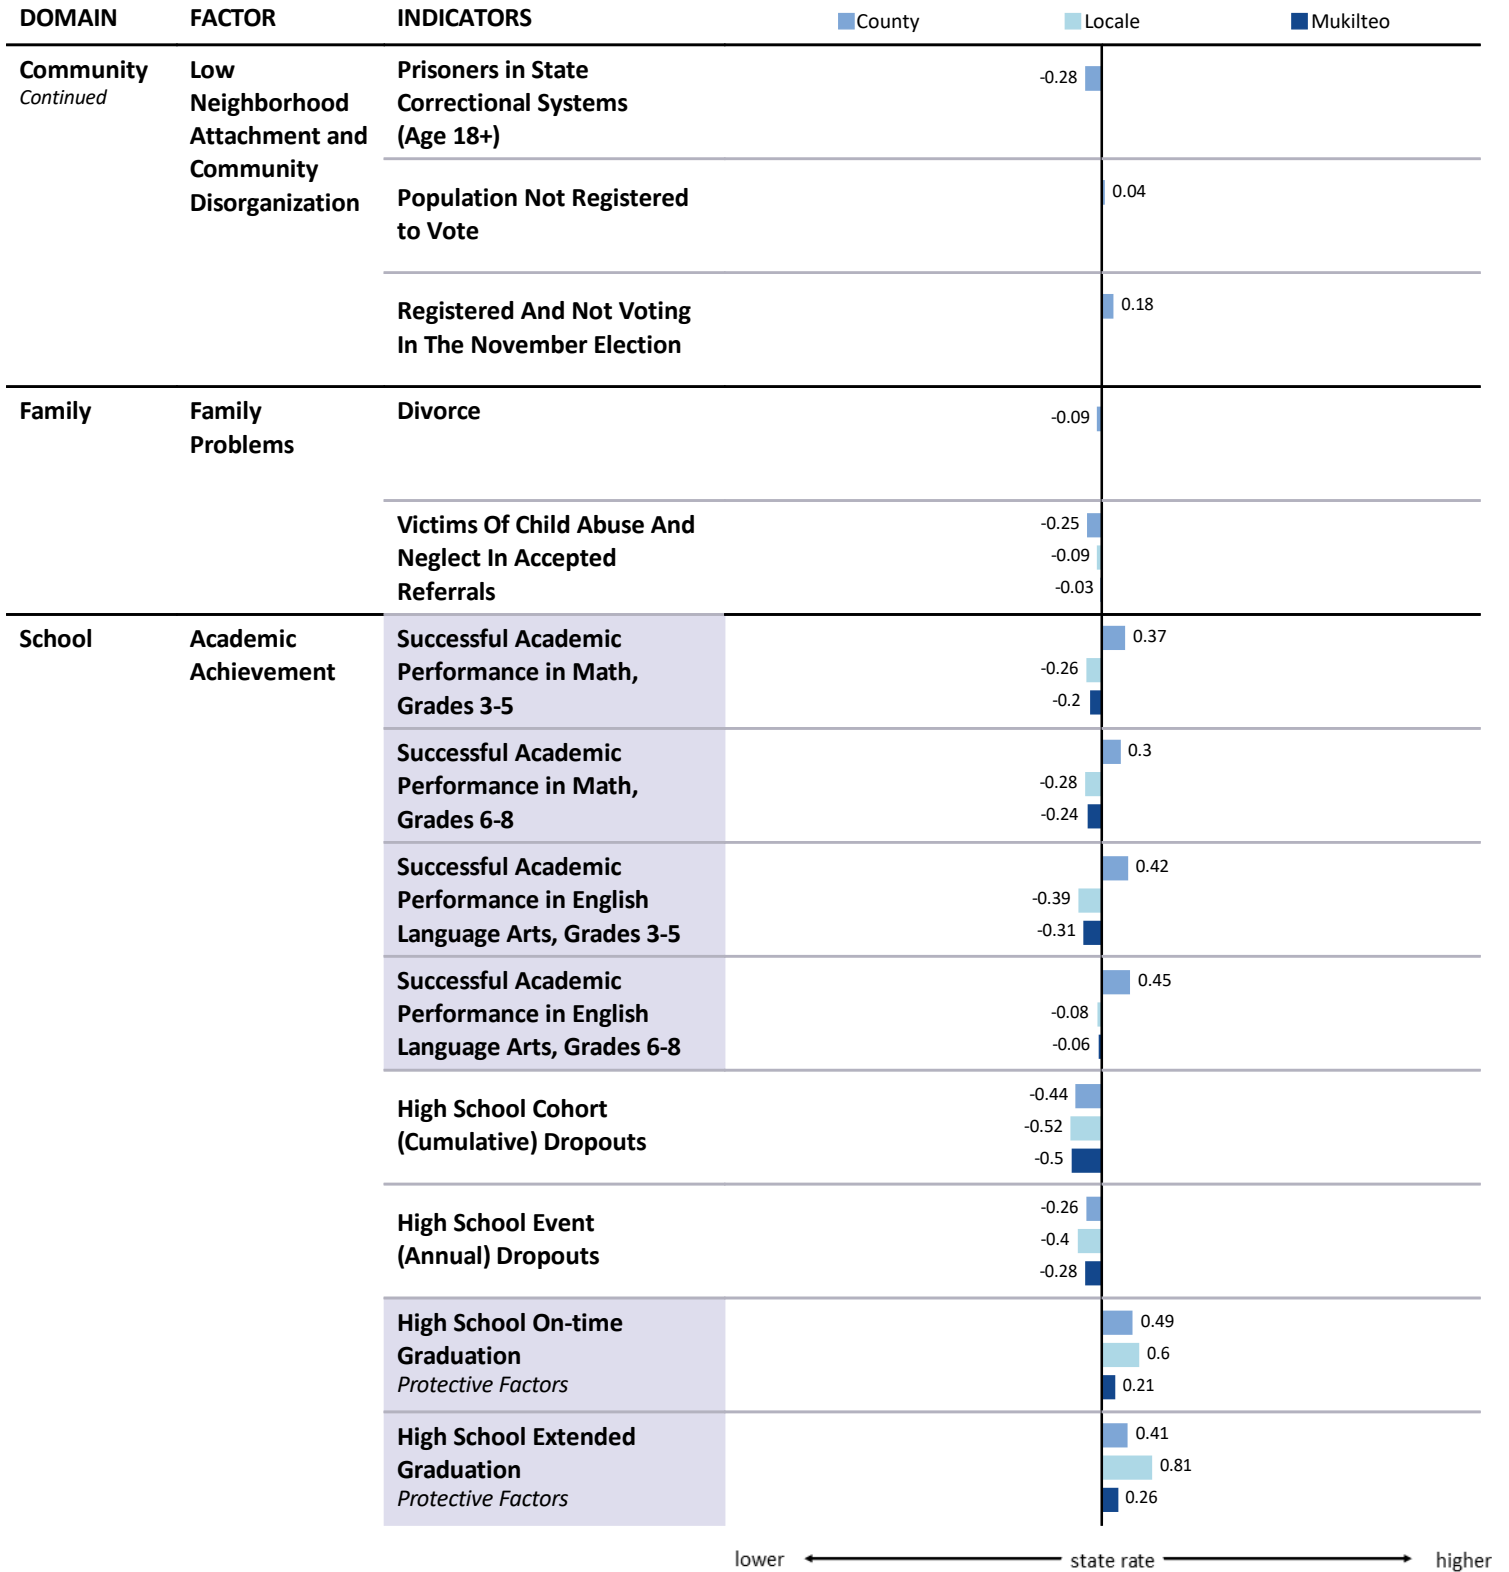 DOMAIN FACTOR INDICATORS County Locale Mukilteo
Community
Continued
Low
Neighborhood
Attachment and
Community
Disorganization
Prisoners in State
Correctional Systems
(Age 18+)
-0.28
Population Not Registered
to Vote
0.04
Registered And Not Voting
In The November Election
0.18
Family
Family
Problems
Divorce
-0.09
Victims Of Child Abuse And
Neglect In Accepted
Referrals
-0.25
-0.09
-0.03
School
Academic
Achievement
Successful Academic
Performance in Math,
Grades 3-5
0.37
-0.26
-0.2
Successful Academic
Performance in Math,
Grades 6-8
0.3
-0.28
-0.24
Successful Academic
Performance in English
Language Arts, Grades 3-5
0.42
-0.39
-0.31
Successful Academic
Performance in English
Language Arts, Grades 6-8
0.45
-0.08
-0.06
High School Cohort
(Cumulative) Dropouts
-0.44
-0.52
-0.5
High School Event
(Annual) Dropouts
-0.26
-0.4
-0.28
High School On-time
Graduation
Protective Factors
0.49
0.6
0.21
High School Extended
Graduation
Protective Factors
0.41
0.81
0.26
lower state rate higher